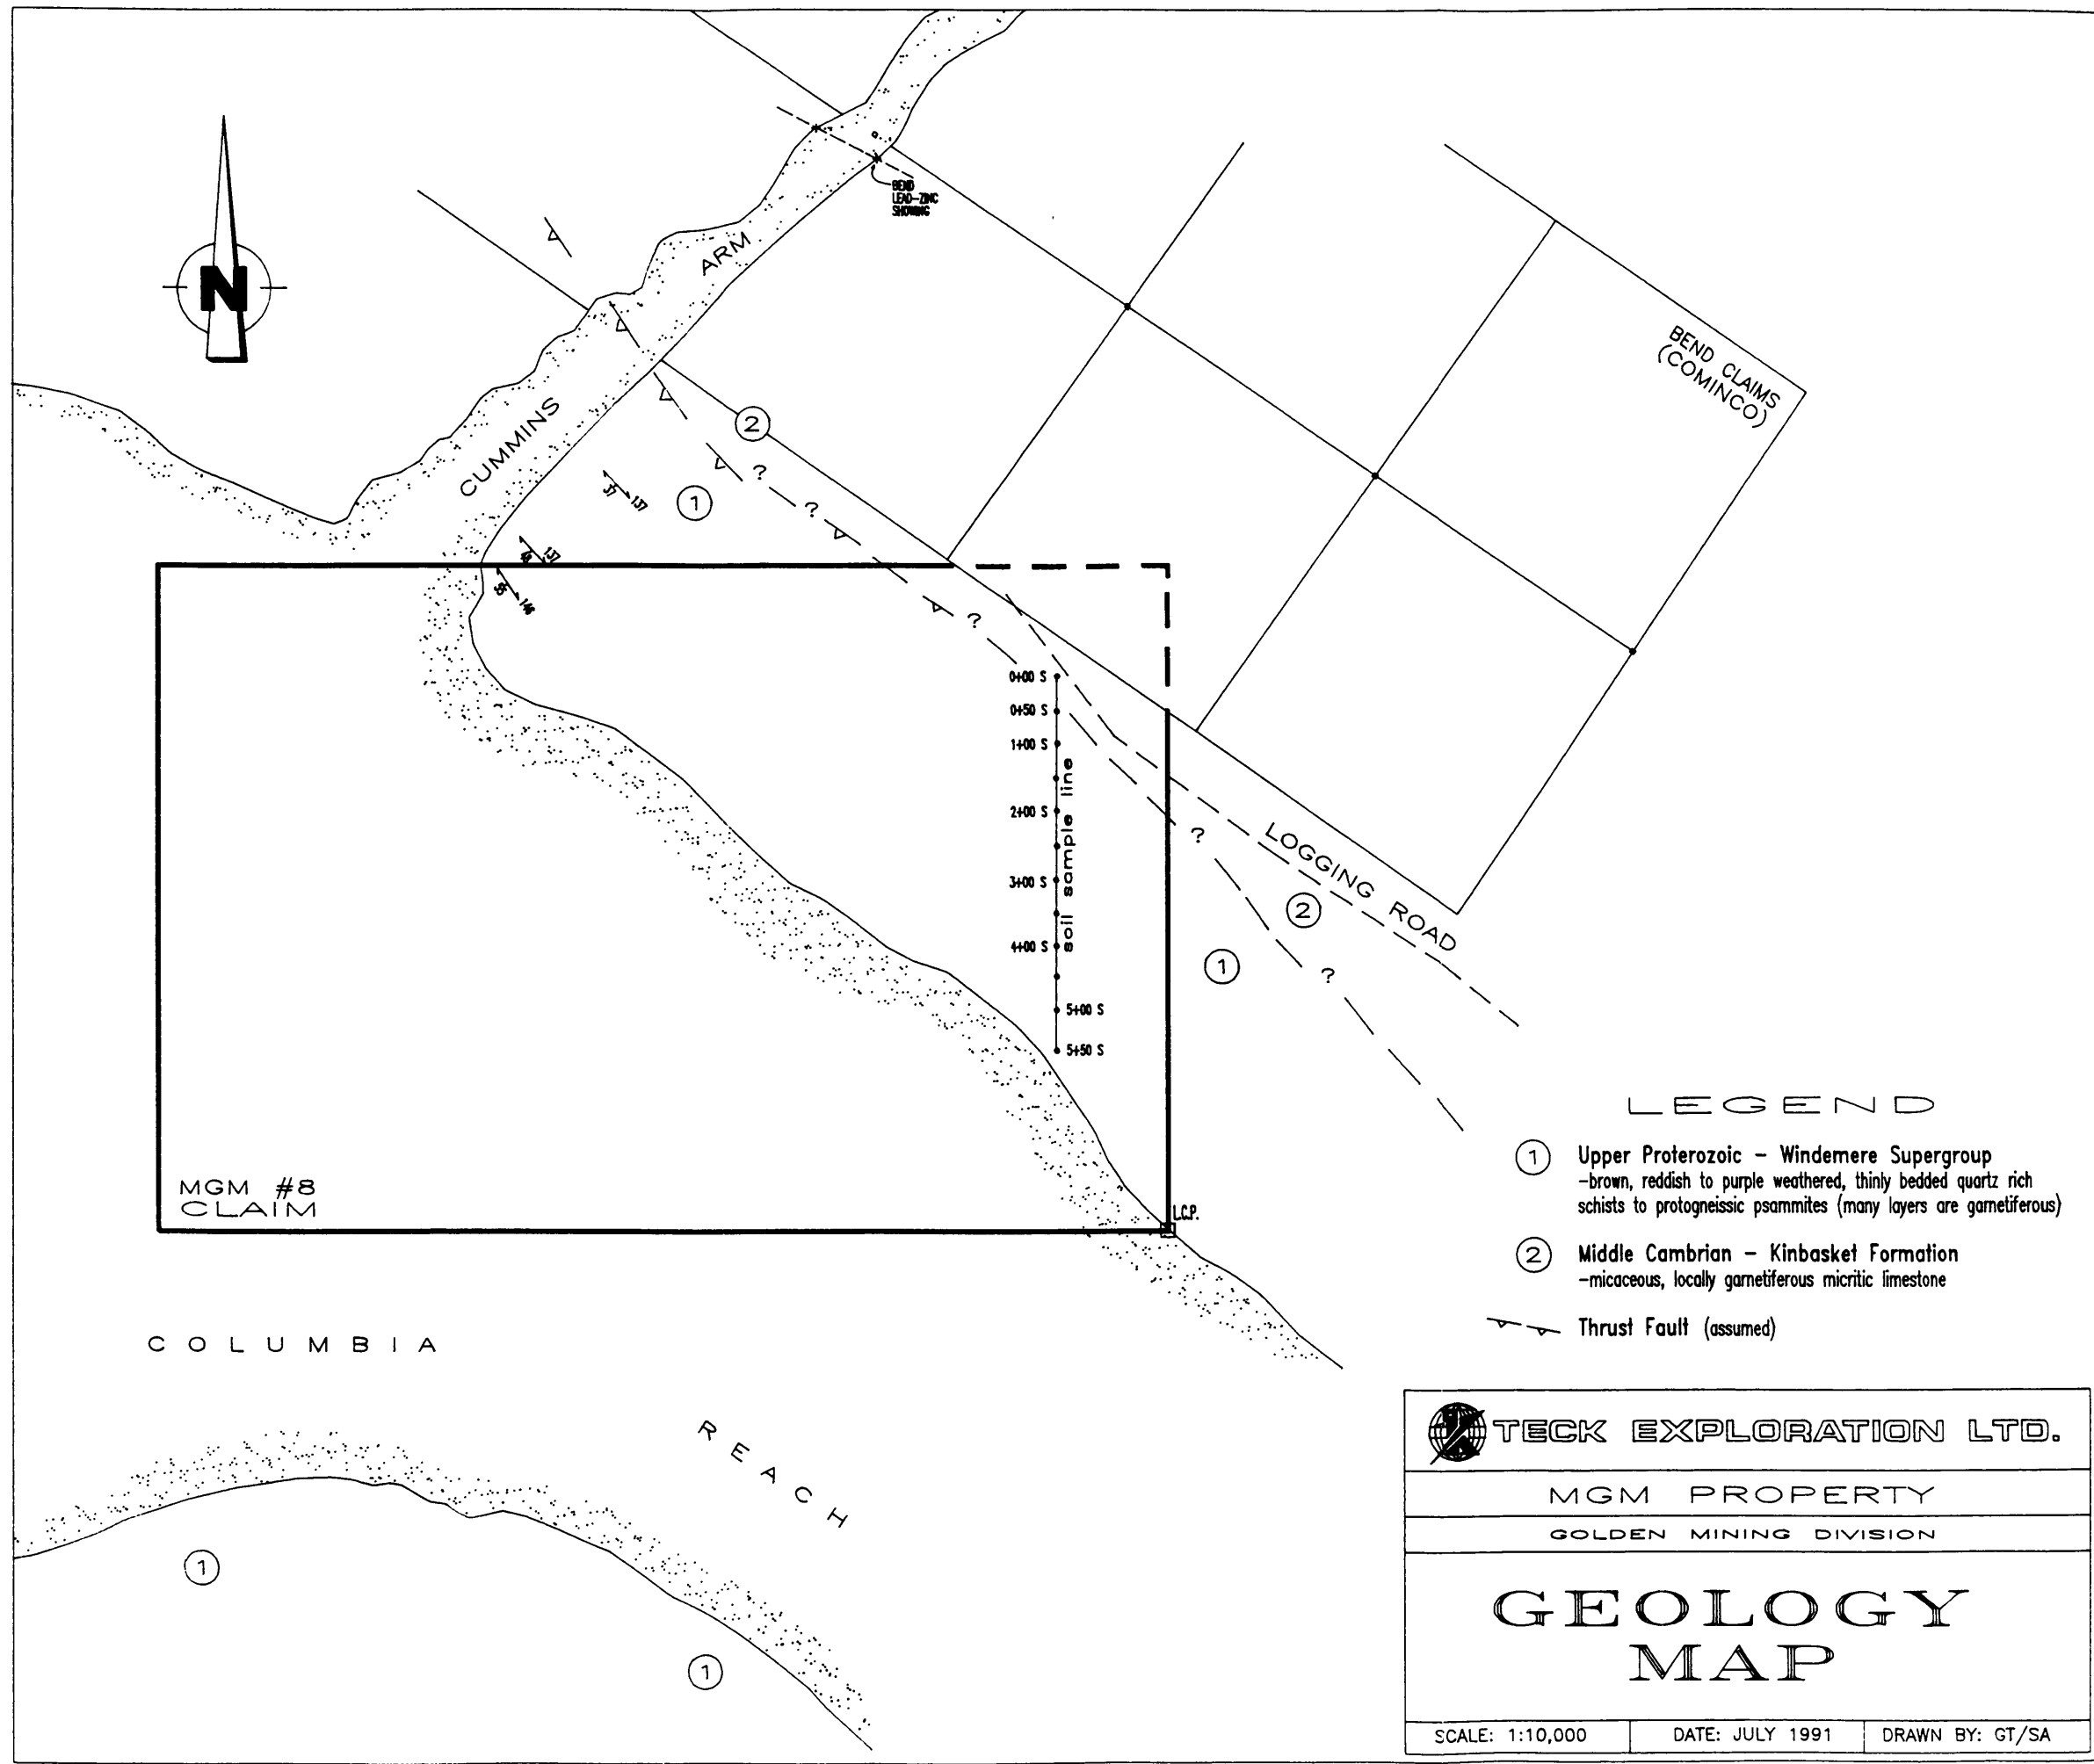 N
CUMMINS ARM
BEND
LEAD-ZINC
SHOWING
BEND CLAIMS
(COMINCO)
2
?
?
37 137
1
137
146
?
0+00 S
0+50 S
1+00 S
2+00 S
3+00 S
4+00 S
5+00 S
5+50 S
soil sample line
?
LOGGING ROAD
2
1
?
MGM #8
CLAIM
L.C.P.
COLUMBIA
REACH
1
1
LEGEND
1 Upper Proterozoic - Windemere Supergroup
-brown, reddish to purple weathered, thinly bedded quartz rich
schists to protogneissic psammites (many layers are garnetiferous)
2 Middle Cambrian - Kinbasket Formation
-micaceous, locally garnetiferous micritic limestone
Thrust Fault (assumed)
TECK EXPLORATION LTD.
MGM PROPERTY
GOLDEN MINING DIVISION
GEOLOGY
MAP
SCALE: 1:10,000
DATE: JULY 1991
DRAWN BY: GT/SA